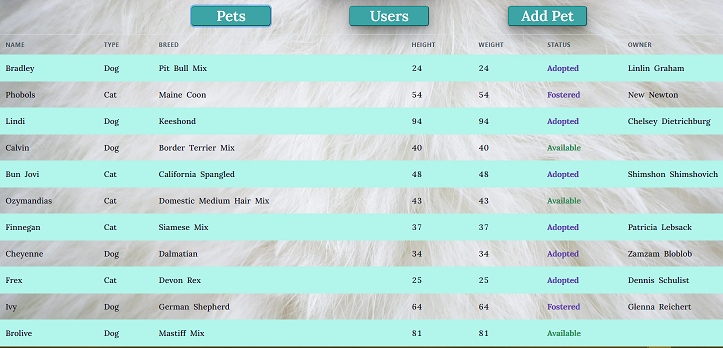 Pets Users Add Pet
NAME TYPE BREED HEIGHT WEIGHT STATUS OWNER
Bradley Dog Pit Bull Mix 24 24 Adopted Linlin Graham
Phobols Cat Maine Coon 54 54 Fostered New Newton
Lindi Dog Keeshond 94 94 Adopted Chelsey Dietrichburg
Calvin Dog Border Terrier Mix 40 40 Available
Bun Jovi Cat California Spangled 48 48 Adopted Shimshon Shimshovich
Ozymandias Cat Domestic Medium Hair Mix 43 43 Available
Finnegan Cat Siamese Mix 37 37 Adopted Patricia Lebsack
Cheyenne Dog Dalmatian 34 34 Adopted Zamzam Bloblob
Frex Cat Devon Rex 25 25 Adopted Dennis Schulist
Ivy Dog German Shepherd 64 64 Fostered Glenna Reichert
Brolive Dog Mastiff Mix 81 81 Available